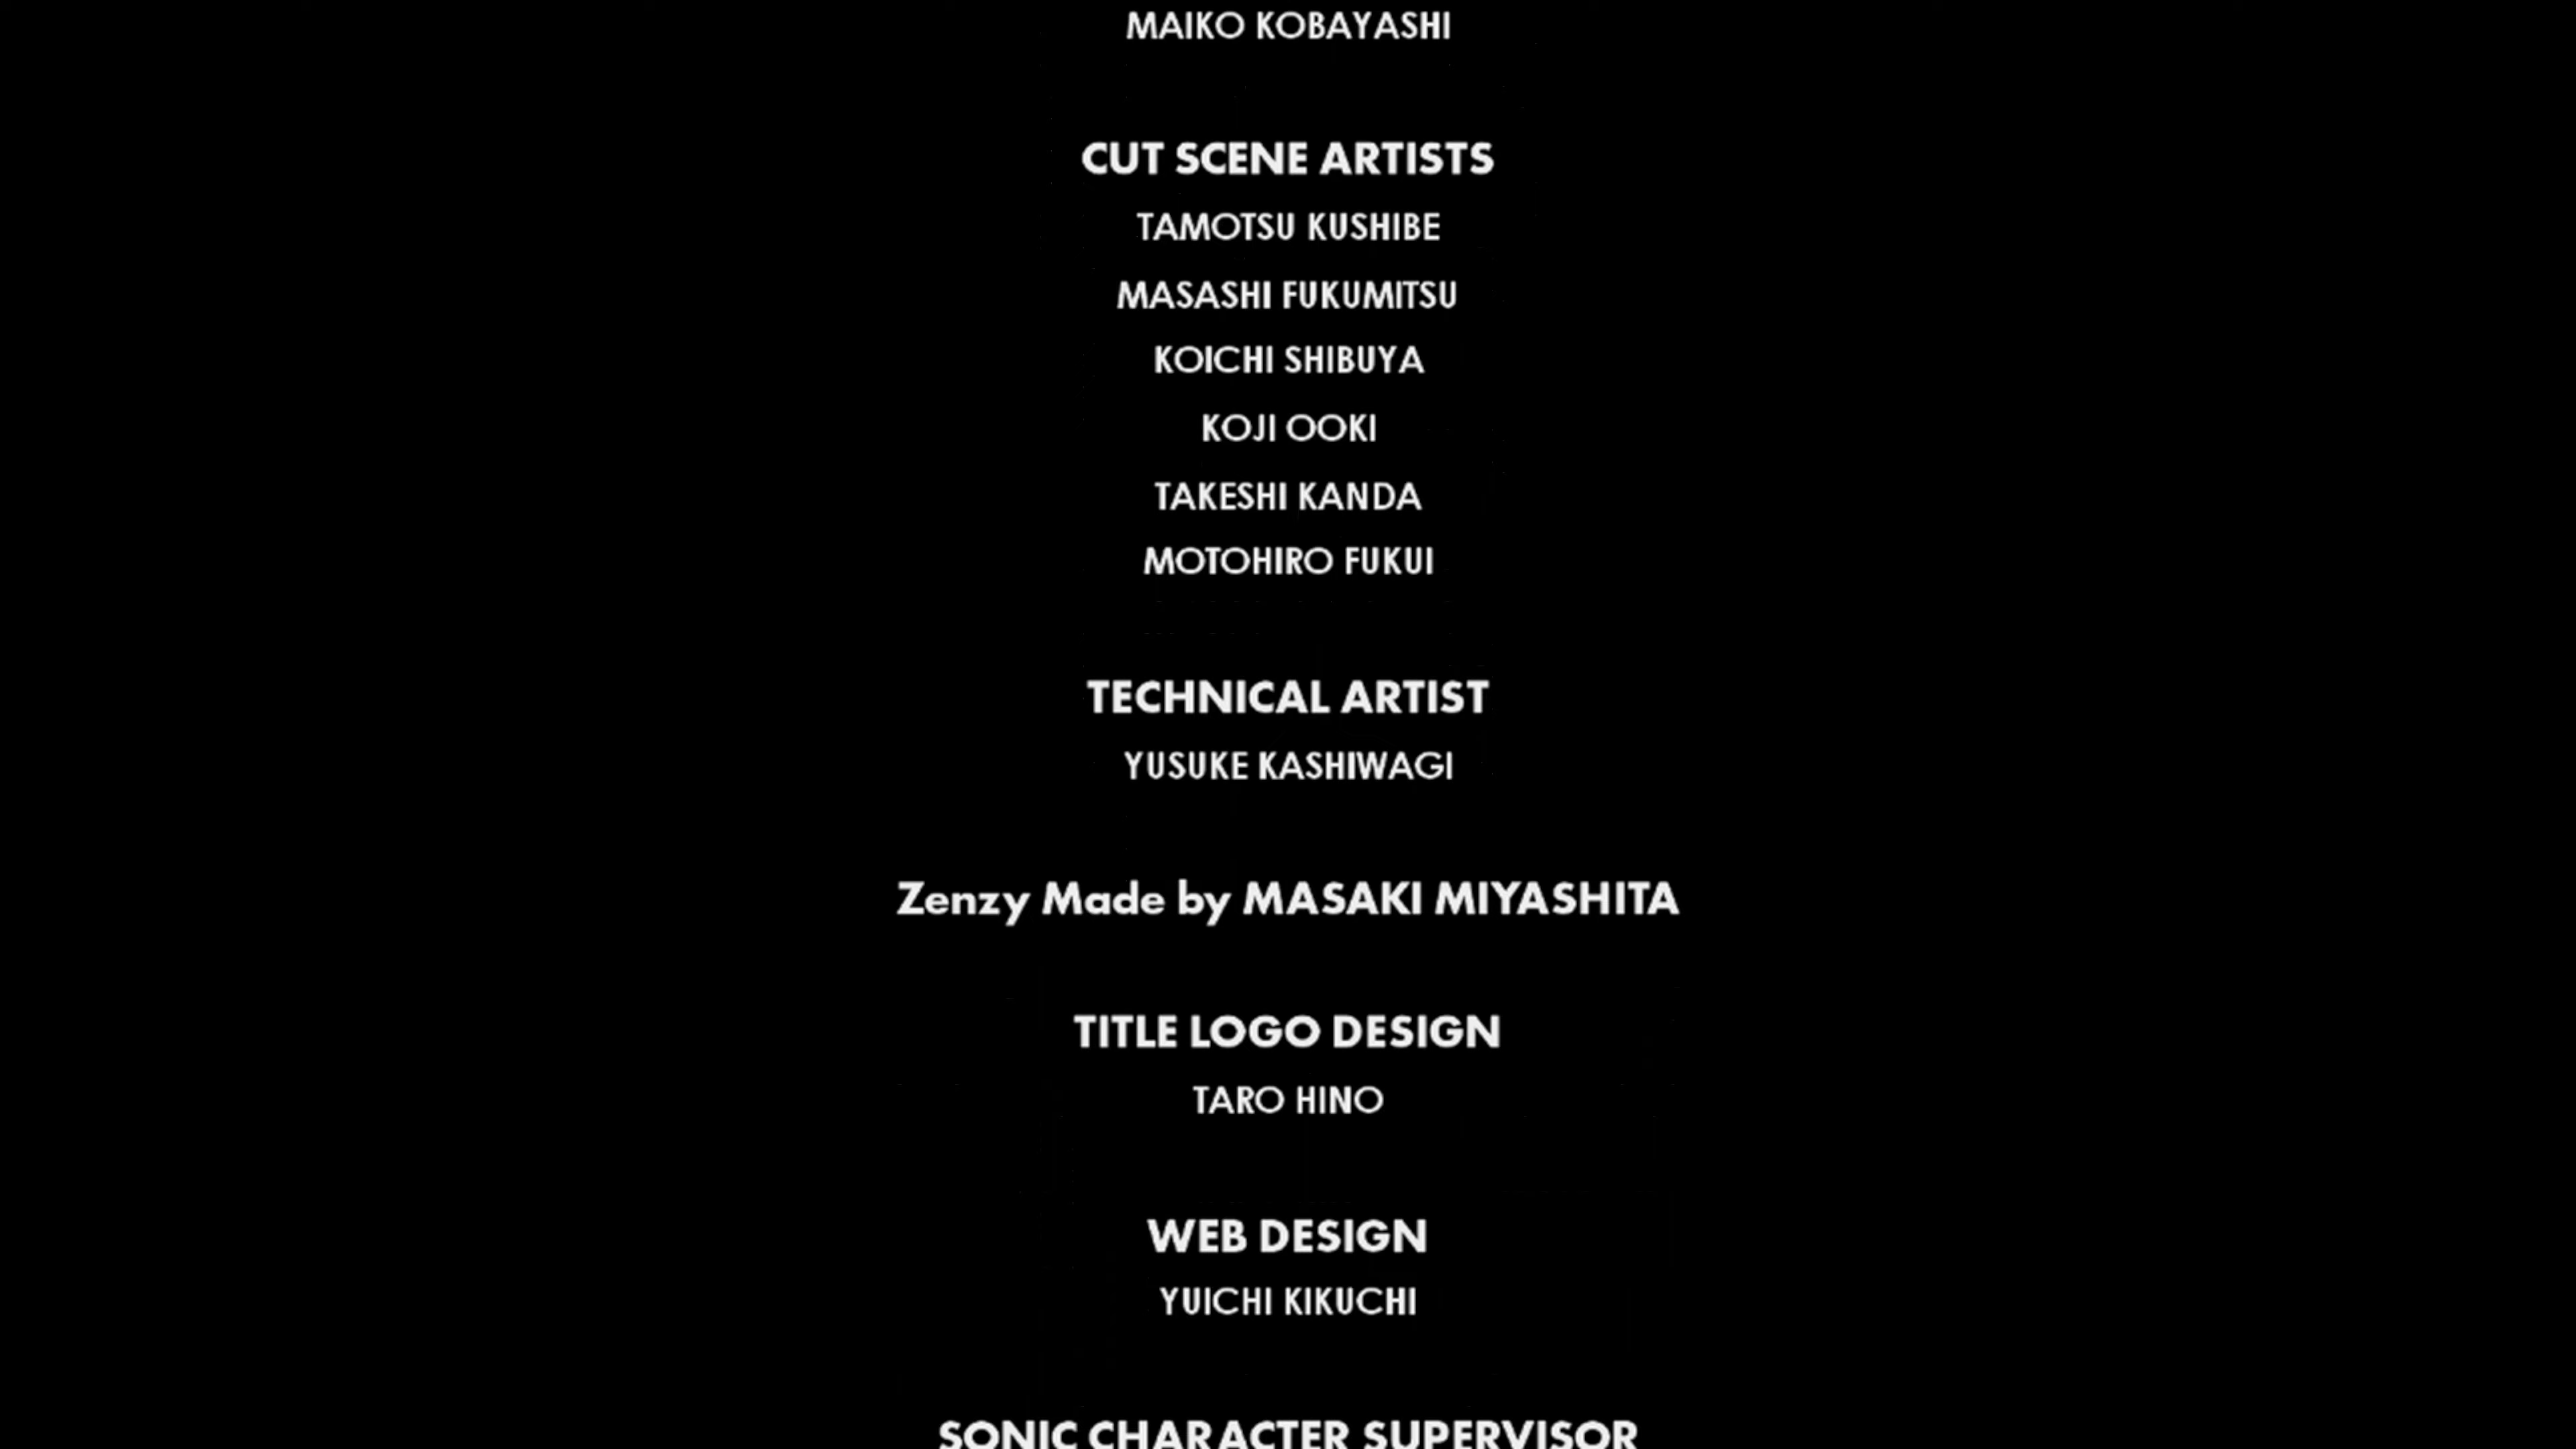 MAIKO KOBAYASHI
CUT SCENE ARTISTS
TAMOTSU KUSHIBE
MASASHI FUKUMITSU
KOICHI SHIBUYA
KOJI OOKI
TAKESHI KANDA
MOTOHIRO FUKUI
TECHNICAL ARTIST
YUSUKE KASHIWAGI
Zenzy Made by MASAKI MIYASHITA
TITLE LOGO DESIGN
TARO HINO
WEB DESIGN
YUICHI KIKUCHI
SONIC CHARACTER SUPERVISOR